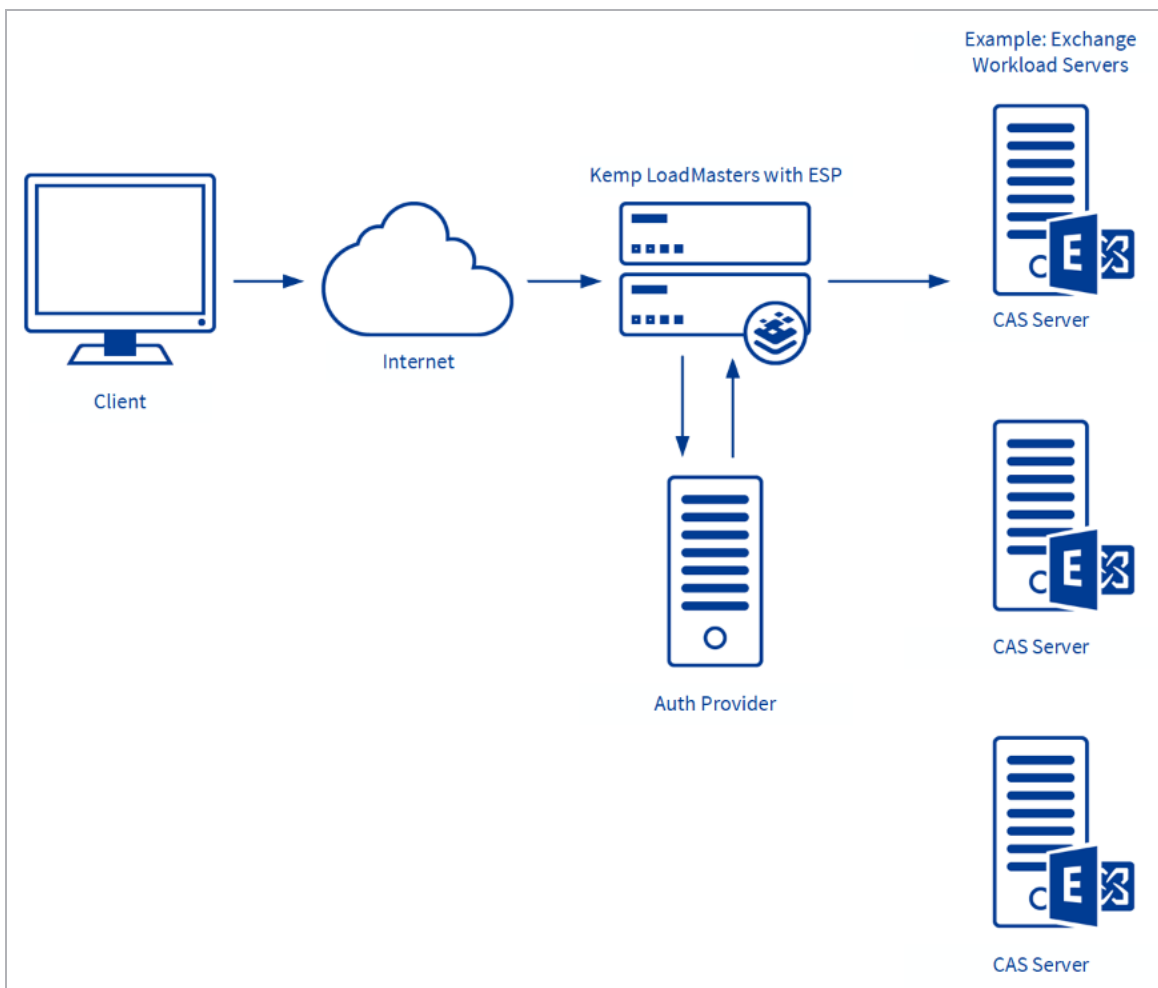 Example: Exchange
Workload Servers
Kemp LoadMasters with ESP
E
CAS Server
Internet
Client
E
CAS Server
Auth Provider
E
CAS Server